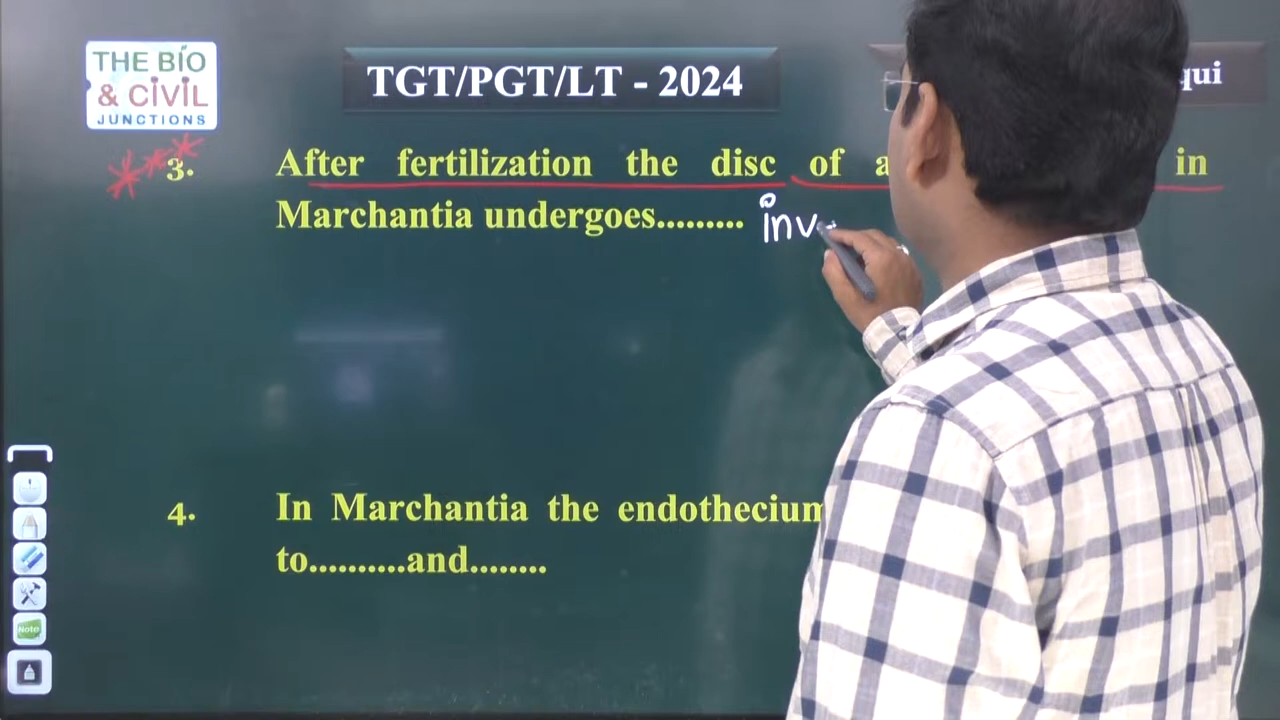 THE BIO
& CIVIL
JUNCTIONS
TGT/PGT/LT - 2024
qui
3. After fertilization the disc of a in
Marchantia undergoes......... inv
4. In Marchantia the endothecium
to..........and........
Note